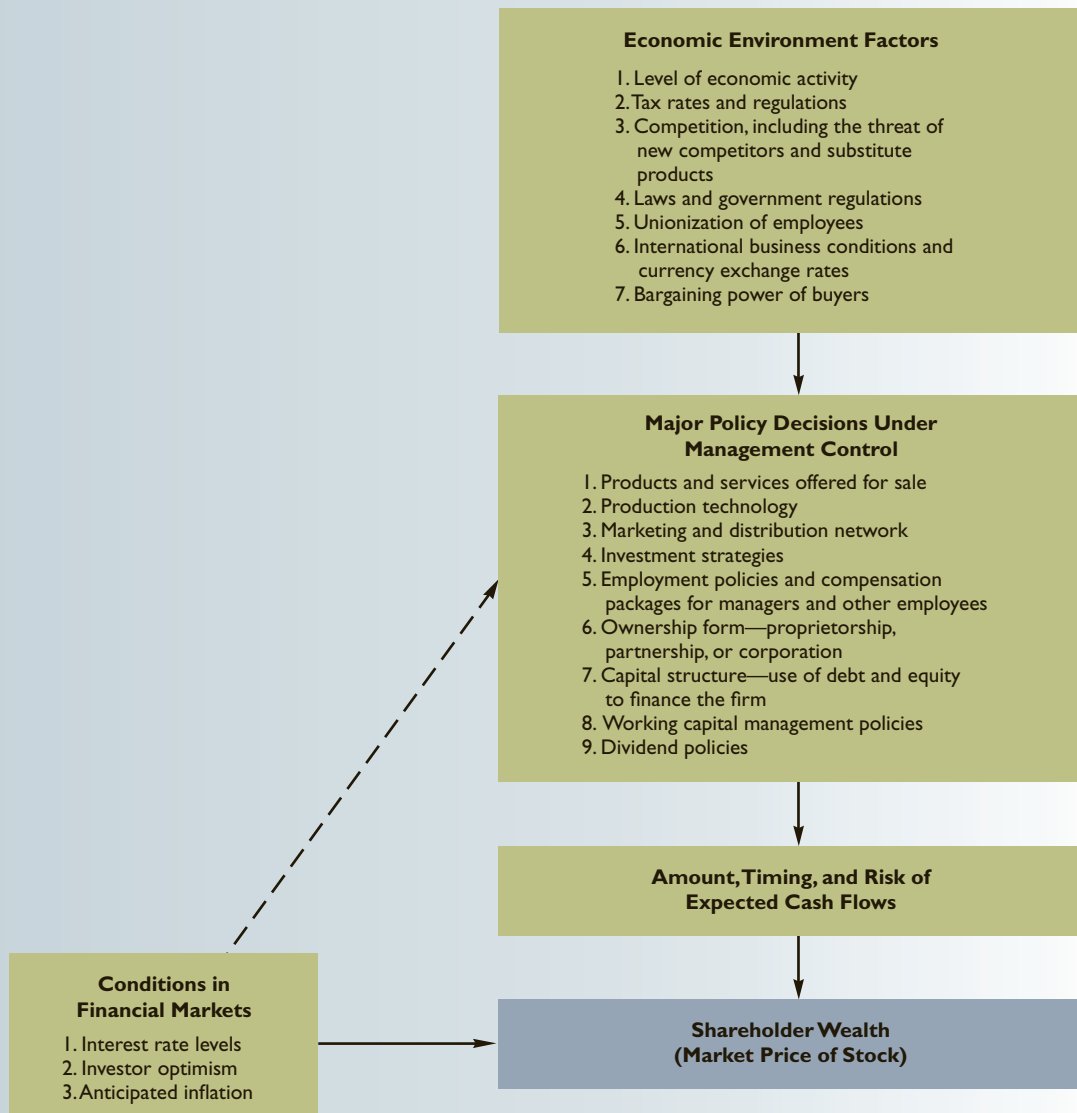 Economic Environment Factors
1. Level of economic activity
2. Tax rates and regulations
3. Competition, including the threat of
new competitors and substitute
products
4. Laws and government regulations
5. Unionization of employees
6. International business conditions and
currency exchange rates
7. Bargaining power of buyers
Major Policy Decisions Under
Management Control
1. Products and services offered for sale
2. Production technology
3. Marketing and distribution network
4. Investment strategies
5. Employment policies and compensation
packages for managers and other employees
6. Ownership form—proprietorship,
partnership, or corporation
7. Capital structure—use of debt and equity
to finance the firm
8. Working capital management policies
9. Dividend policies
Amount, Timing, and Risk of
Expected Cash Flows
Conditions in
Financial Markets
1. Interest rate levels
2. Investor optimism
3. Anticipated inflation
Shareholder Wealth
(Market Price of Stock)